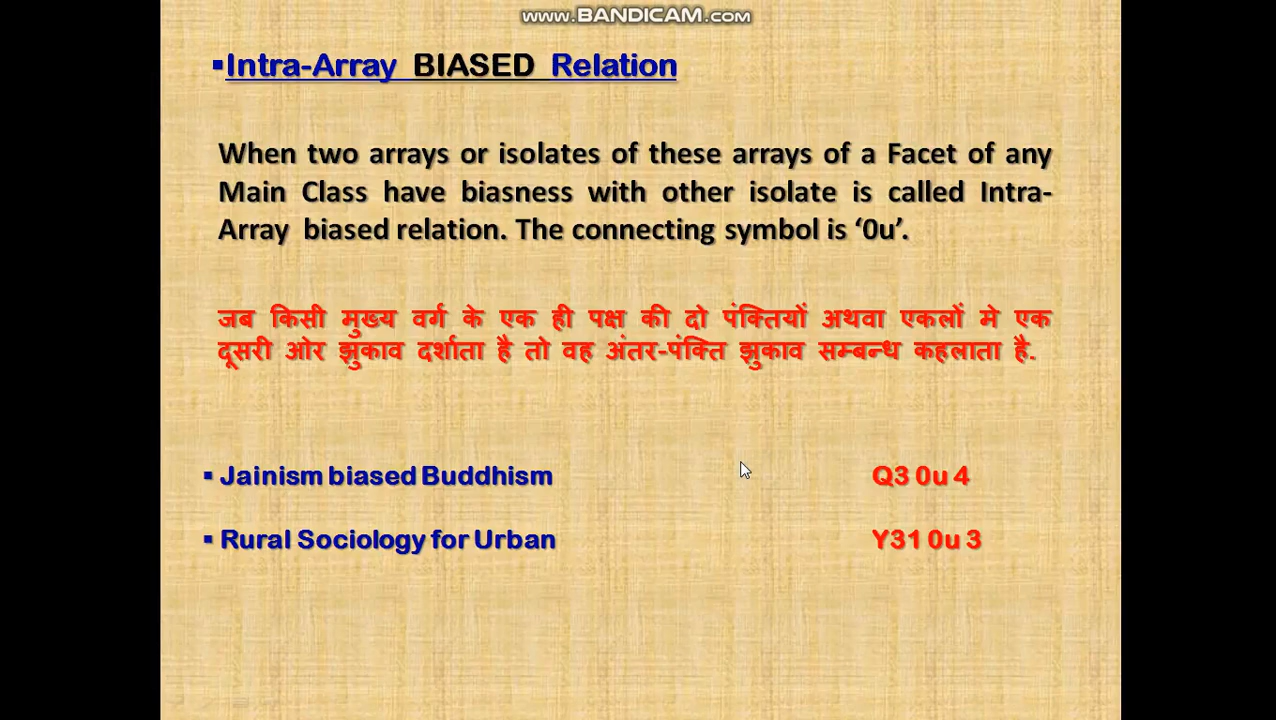 www.BANDICAM.com
▪Intra-Array BIASED Relation
When two arrays or isolates of these arrays of a Facet of any
Main Class have biasness with other isolate is called Intra-
Array biased relation. The connecting symbol is ‘0u’.
जब किसी मुख्य वर्ग के एक ही पक्ष की दो पंक्तियों अथवा एकलों मे एक
दूसरी ओर झुकाव दर्शाता है तो वह अंतर-पंक्ति झुकाव सम्बन्ध कहलाता है.
▪ Jainism biased Buddhism Q3 0u 4
▪ Rural Sociology for Urban Y31 0u 3